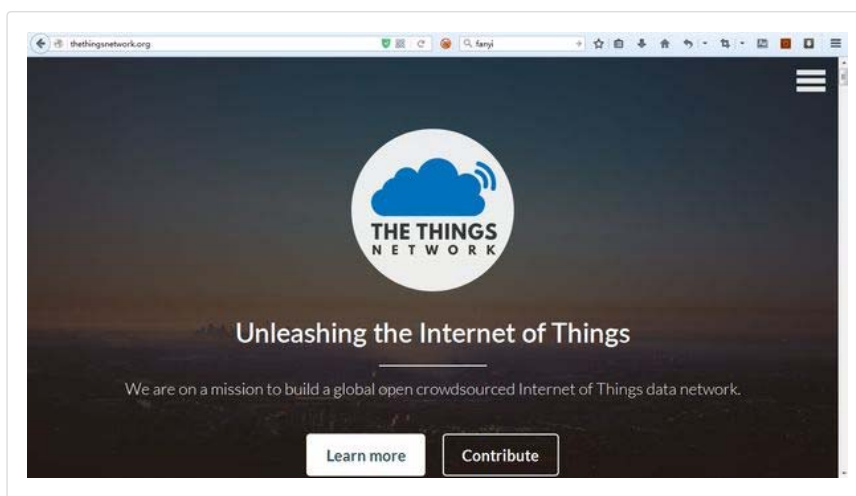 thethingsnetwork.org
fanyi
THE THINGS
NETWORK
Unleashing the Internet of Things
We are on a mission to build a global open crowdsourced Internet of Things data network.
Learn more
Contribute